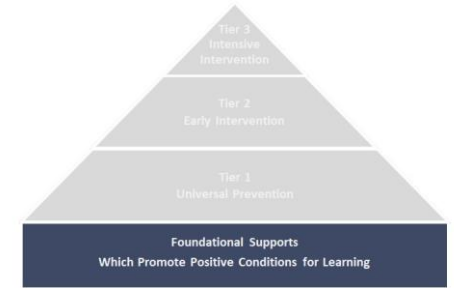 Tier 3
Intensive
Intervention
Tier 2
Early Intervention
Tier 1
Universal Prevention
Foundational Supports
Which Promote Positive Conditions for Learning